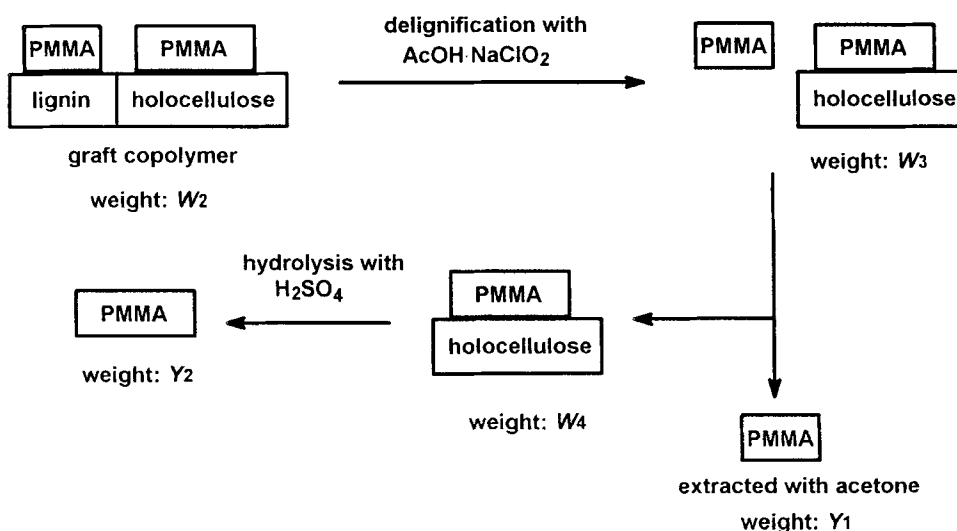 PMMA
PMMA
lignin
holocellulose
graft copolymer
weight: W2
delignification with
AcOH·NaClO2
PMMA
PMMA
holocellulose
weight: W3
hydrolysis with
H2SO4
PMMA
weight: Y2
PMMA
holocellulose
weight: W4
PMMA
extracted with acetone
weight: Y1